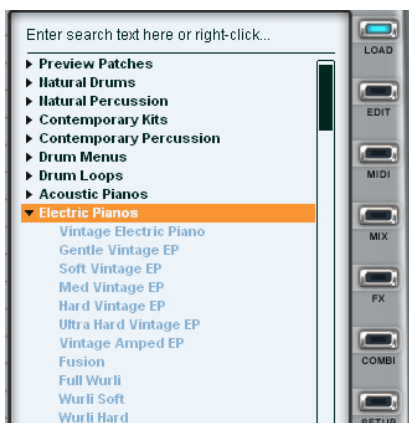 Enter search text here or right-click...
Preview Patches
Natural Drums
Natural Percussion
Contemporary Kits
Contemporary Percussion
Drum Menus
Drum Loops
Acoustic Pianos
Electric Pianos
Vintage Electric Piano
Gentle Vintage EP
Soft Vintage EP
Med Vintage EP
Hard Vintage EP
Ultra Hard Vintage EP
Vintage Amped EP
Fusion
Full Wurli
Wurli Soft
Wurli Hard
LOAD
EDIT
MIDI
MIX
FX
COMBI
SETUP